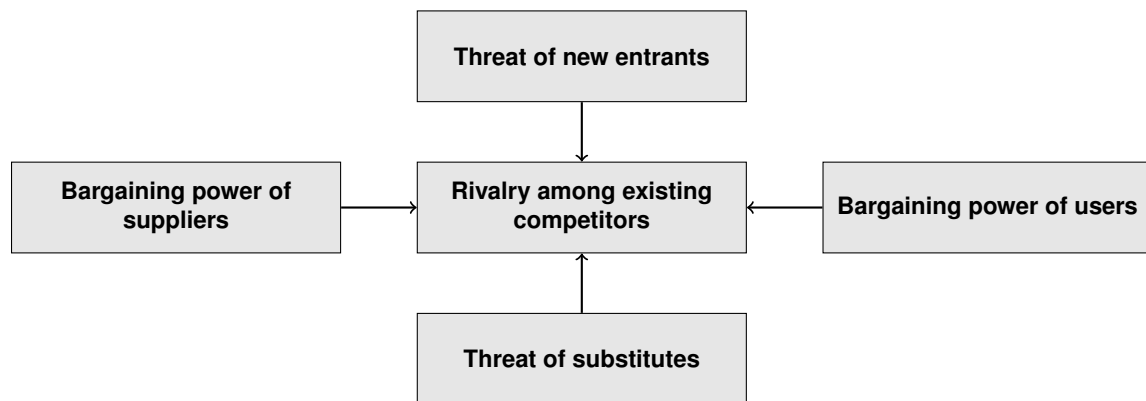 Threat of new entrants
Bargaining power of
suppliers
Rivalry among existing
competitors
Bargaining power of users
Threat of substitutes